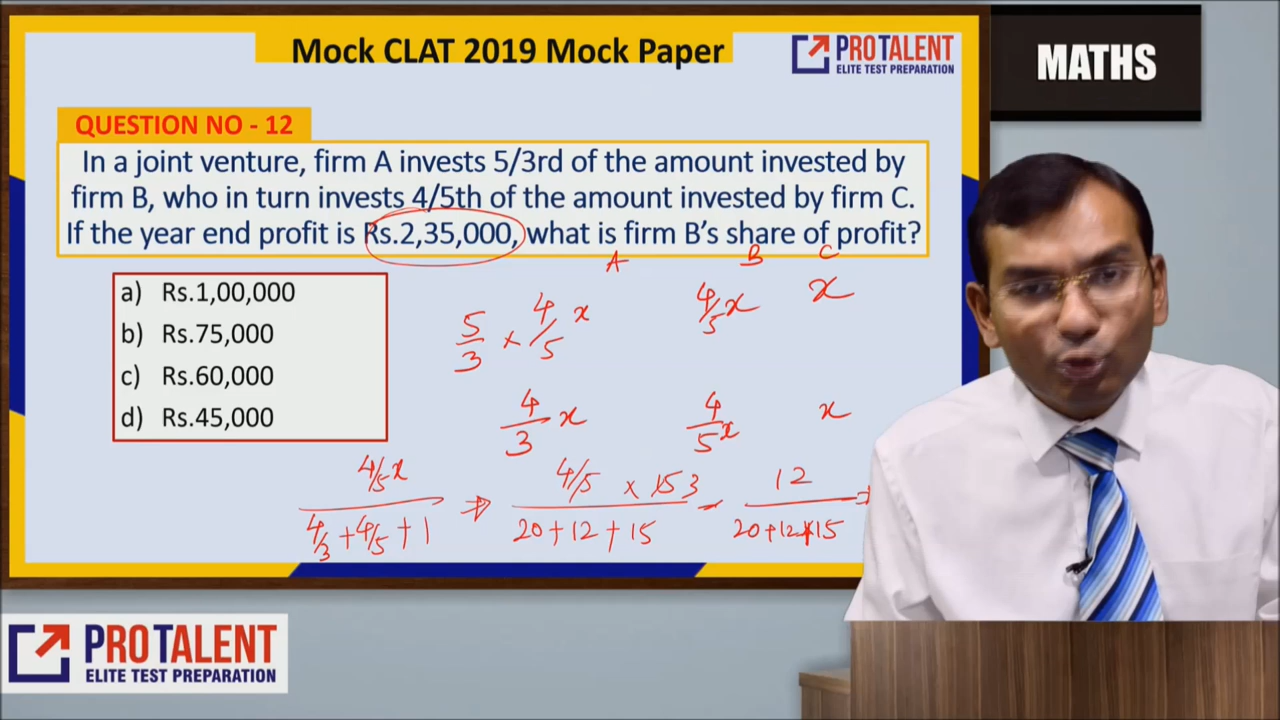 Mock CLAT 2019 Mock Paper
PRO TALENT
ELITE TEST PREPARATION
MATHS
QUESTION NO - 12
In a joint venture, firm A invests 5/3rd of the amount invested by
firm B, who in turn invests 4/5th of the amount invested by firm C.
If the year end profit is Rs.2,35,000, what is firm B's share of profit?
A B C
a) Rs.1,00,000
b) Rs.75,000
c) Rs.60,000
d) Rs.45,000
5/3 × 4/5 x 4/5 x x
4/3 x 4/5 x x
4/5 x / 4/3 + 4/5 + 1 ⇒ 4/5 × 15 3 / 20 + 12 + 15 = 12 / 20 + 12 + 15 =
PRO TALENT
ELITE TEST PREPARATION